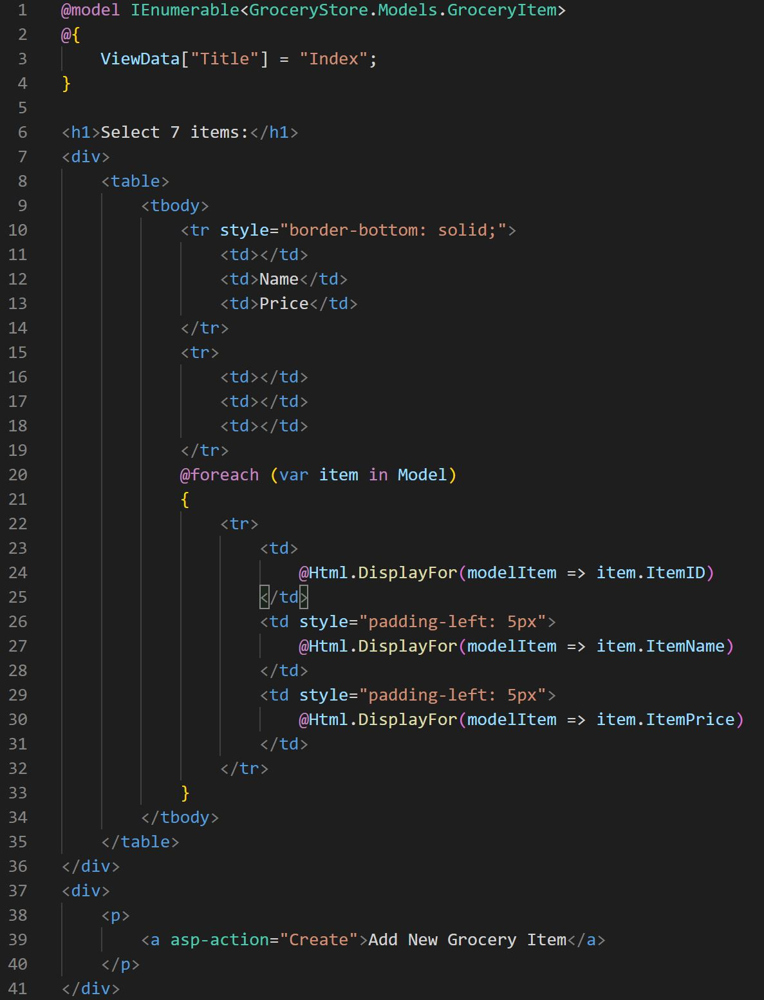 1 @model IEnumerable<GroceryStore.Models.GroceryItem>
2 @{
3     ViewData["Title"] = "Index";
4 }
5
6 <h1>Select 7 items:</h1>
7 <div>
8     <table>
9         <tbody>
10             <tr style="border-bottom: solid;">
11                 <td></td>
12                 <td>Name</td>
13                 <td>Price</td>
14             </tr>
15             <tr>
16                 <td></td>
17                 <td></td>
18                 <td></td>
19             </tr>
20             @foreach (var item in Model)
21             {
22                 <tr>
23                     <td>
24                         @Html.DisplayFor(modelItem => item.ItemID)
25                     </td>
26                     <td style="padding-left: 5px">
27                         @Html.DisplayFor(modelItem => item.ItemName)
28                     </td>
29                     <td style="padding-left: 5px">
30                         @Html.DisplayFor(modelItem => item.ItemPrice)
31                     </td>
32                 </tr>
33             }
34         </tbody>
35     </table>
36 </div>
37 <div>
38     <p>
39         <a asp-action="Create">Add New Grocery Item</a>
40     </p>
41 </div>